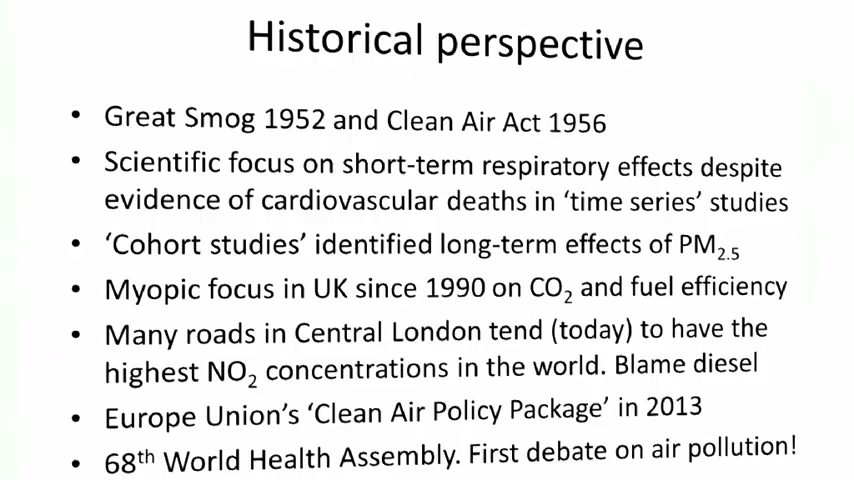 Historical perspective
• Great Smog 1952 and Clean Air Act 1956
• Scientific focus on short-term respiratory effects despite
evidence of cardiovascular deaths in ‘time series’ studies
• ‘Cohort studies’ identified long-term effects of PM₂.₅
• Myopic focus in UK since 1990 on CO₂ and fuel efficiency
• Many roads in Central London tend (today) to have the
highest NO₂ concentrations in the world. Blame diesel
• Europe Union’s ‘Clean Air Policy Package’ in 2013
• 68th World Health Assembly. First debate on air pollution!